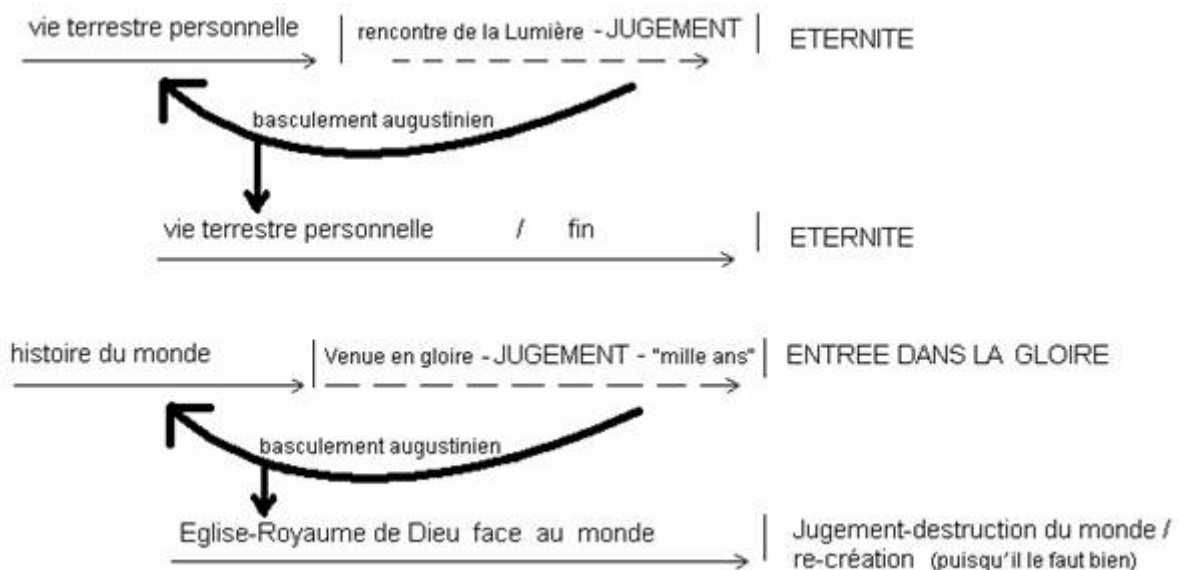 vie terrestre personnelle | rencontre de la Lumière - JUGEMENT | ETERNITE
basculement augustinien
vie terrestre personnelle / fin | ETERNITE
histoire du monde | Venue en gloire - JUGEMENT - "mille ans" | ENTREE DANS LA GLOIRE
basculement augustinien
Eglise-Royaume de Dieu face au monde | Jugement-destruction du monde /
re-création (puisqu'il le faut bien)